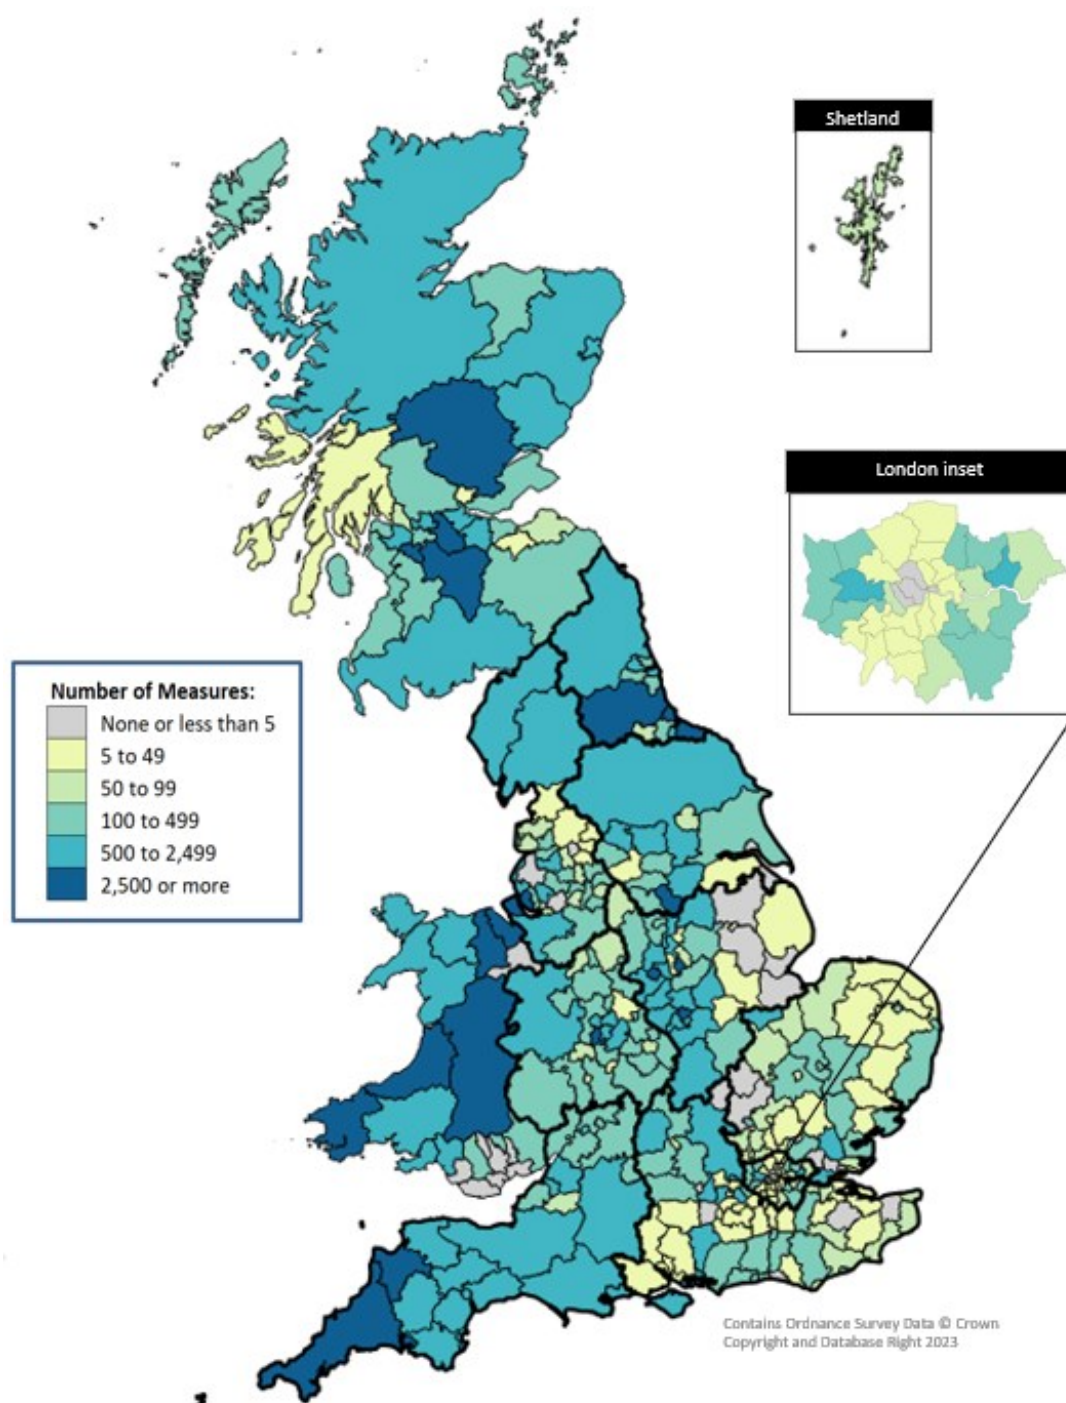 Shetland
London inset
Number of Measures:
None or less than 5
5 to 49
50 to 99
100 to 499
500 to 2,499
2,500 or more
Contains Ordnance Survey Data © Crown
Copyright and Database Right 2023